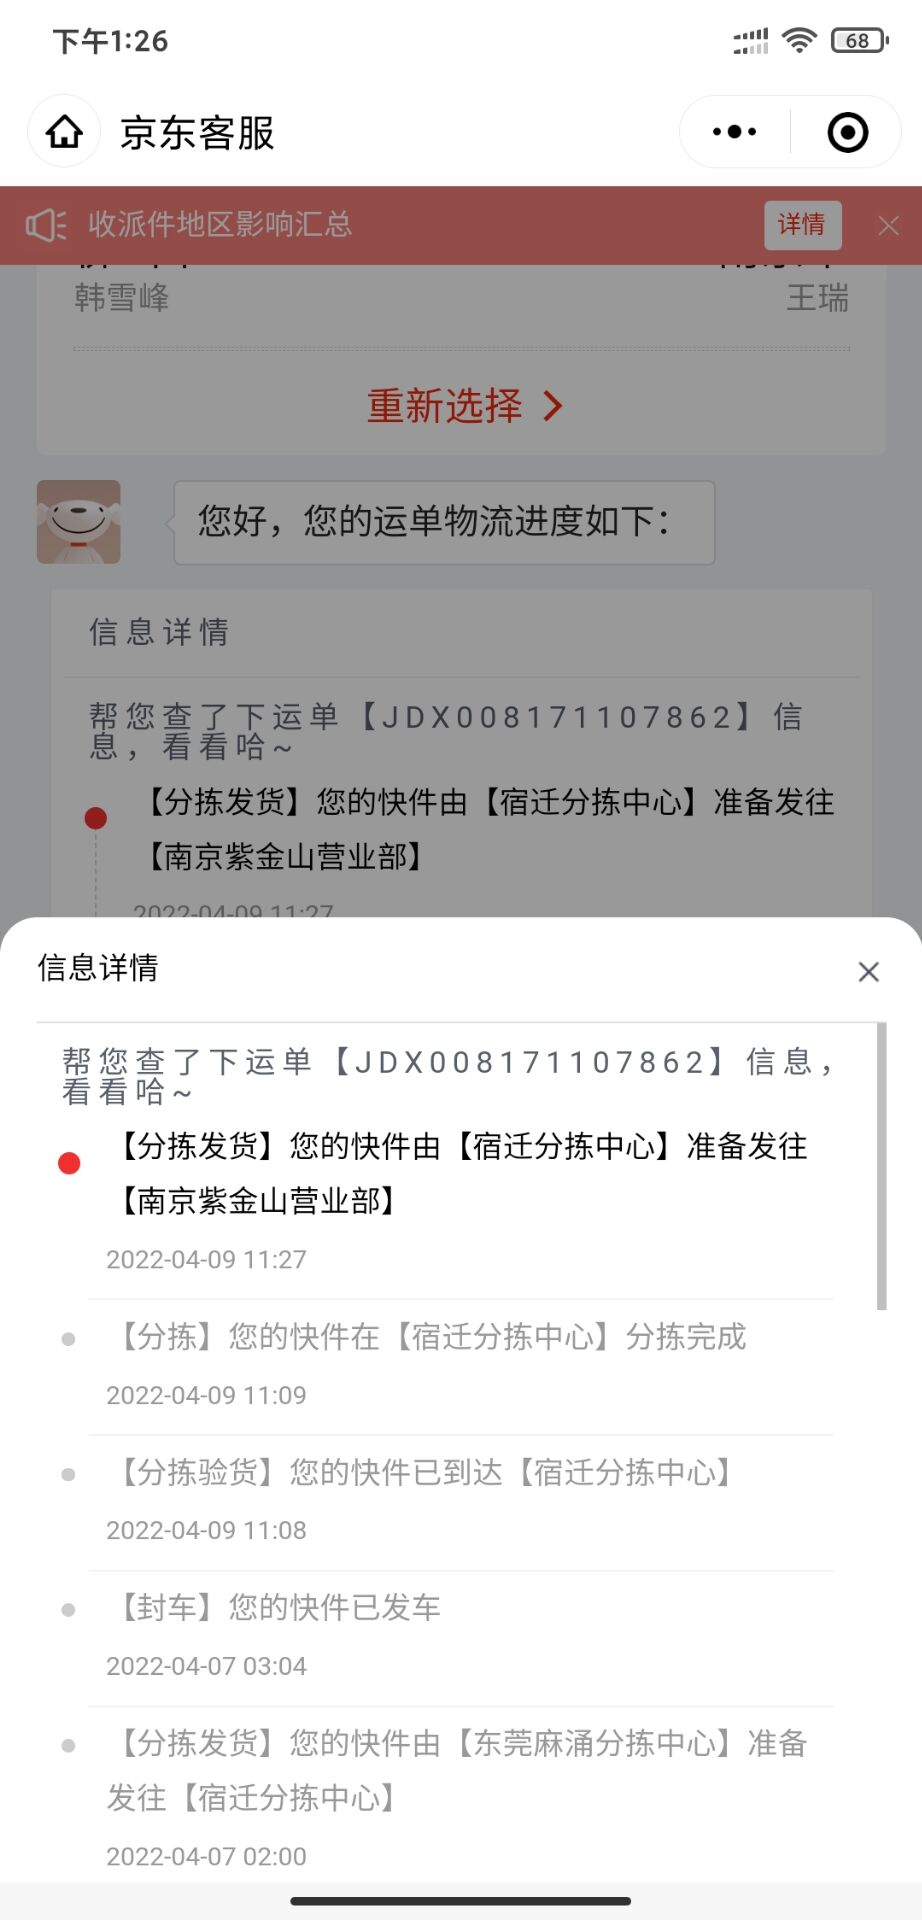 下午1:26
68
京东客服
收派件地区影响汇总
详情
韩雪峰
王瑞
重新选择
您好，您的运单物流进度如下：
信息详情
帮您查了下运单【JDX008171107862】信
息，看看哈~
【分拣发货】您的快件由【宿迁分拣中心】准备发往
【南京紫金山营业部】
2022-04-09 11:27
信息详情
帮您查了下运单【JDX008171107862】信息，
看看哈~
【分拣发货】您的快件由【宿迁分拣中心】准备发往
【南京紫金山营业部】
2022-04-09 11:27
【分拣】您的快件在【宿迁分拣中心】分拣完成
2022-04-09 11:09
【分拣验货】您的快件已到达【宿迁分拣中心】
2022-04-09 11:08
【封车】您的快件已发车
2022-04-07 03:04
【分拣发货】您的快件由【东莞麻涌分拣中心】准备
发往【宿迁分拣中心】
2022-04-07 02:00